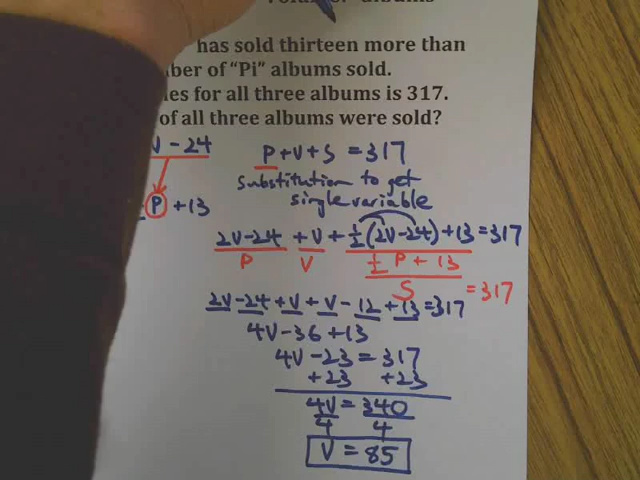 albums
has sold thirteen more than
ber of "Pi" albums sold.
es for all three albums is 317.
of all three albums were sold?
V - 24
P + 13
P + V + S = 317
substitution to get
single variable
2V-24 + V + 1/2(2V-24) + 13 = 317
P V 1/2 P + 13
S = 317
2V - 24 + V + V - 12 + 13 = 317
4V - 36 + 13
4V - 23 = 317
+23 +23
4V = 340
4 4
V = 85